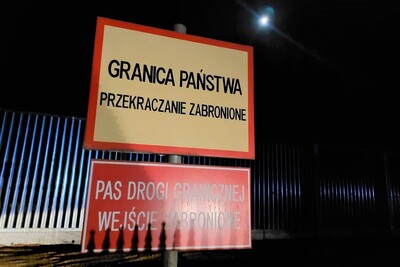 GRANICA PAŃSTWA
PRZEKRACZANIE ZABRONIONE
PAS DROGI GRANICZNEJ
WEJŚCIE ZABRONIONE